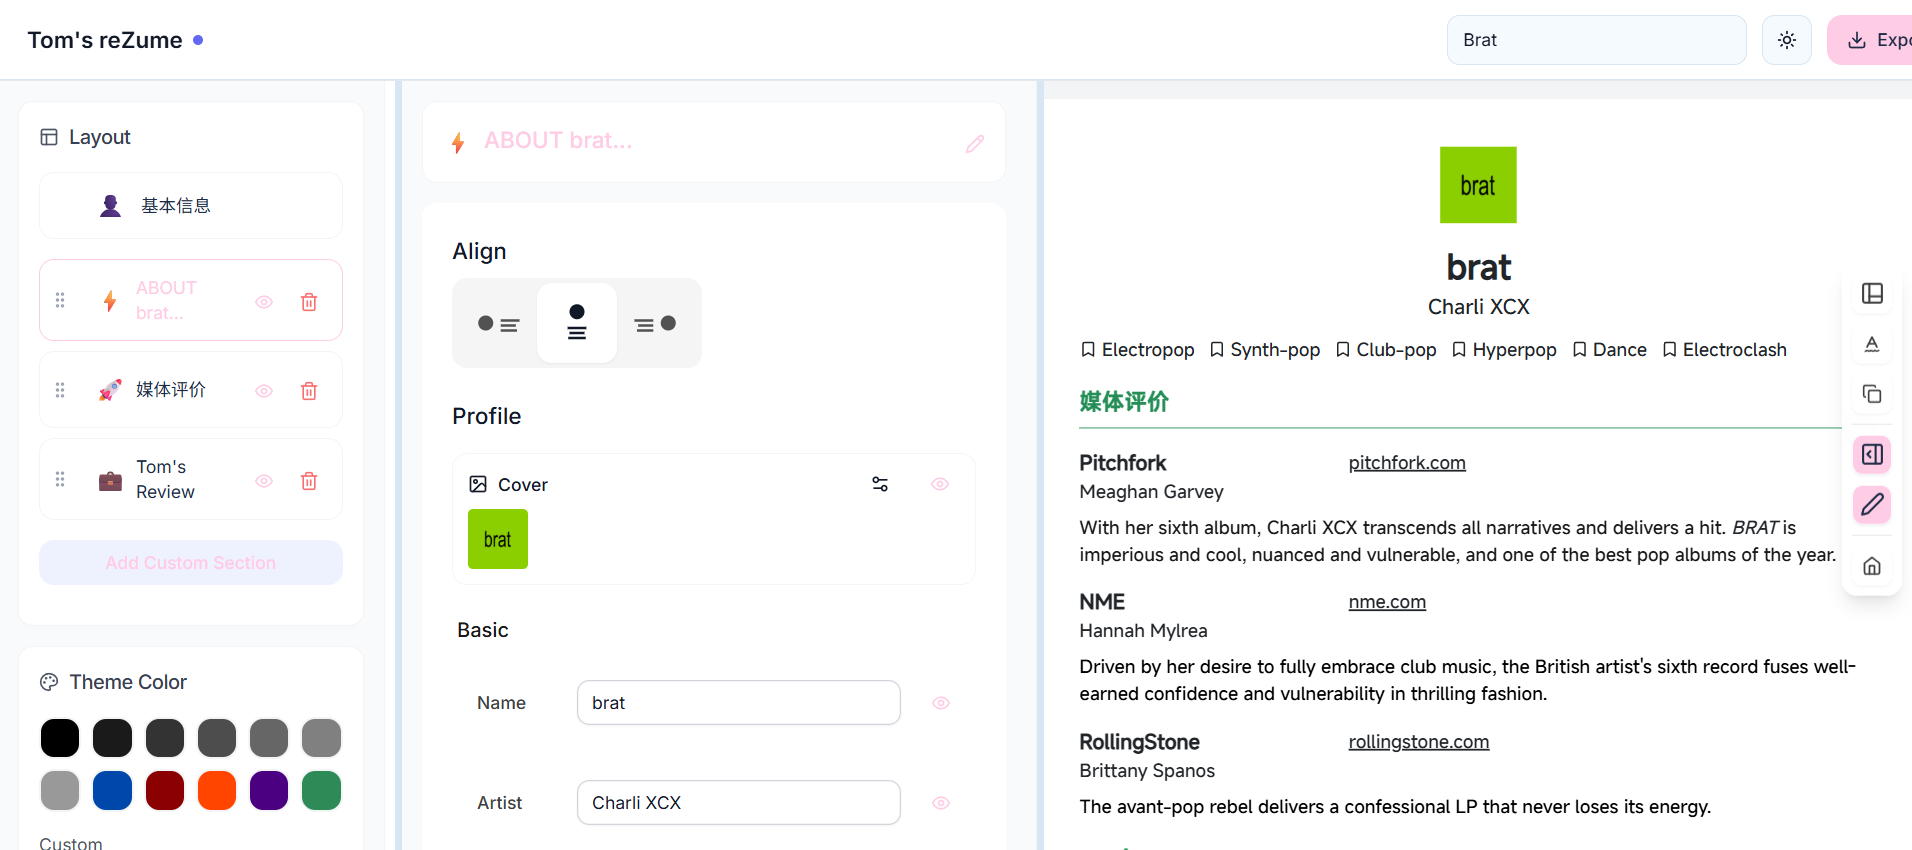 Tom's reZume
Brat
Layout
基本信息
ABOUT
brat...
媒体评价
Tom's
Review
Add Custom Section
Theme Color
Custom
ABOUT brat...
Align
Profile
Cover
brat
Basic
Name
brat
Artist
Charli XCX
brat
brat
Charli XCX
Electropop Synth-pop Club-pop Hyperpop Dance Electroclash
媒体评价
Pitchfork pitchfork.com
Meaghan Garvey
With her sixth album, Charli XCX transcends all narratives and delivers a hit. BRAT is
imperious and cool, nuanced and vulnerable, and one of the best pop albums of the year.
NME nme.com
Hannah Mylrea
Driven by her desire to fully embrace club music, the British artist's sixth record fuses well-
earned confidence and vulnerability in thrilling fashion.
RollingStone rollingstone.com
Brittany Spanos
The avant-pop rebel delivers a confessional LP that never loses its energy.